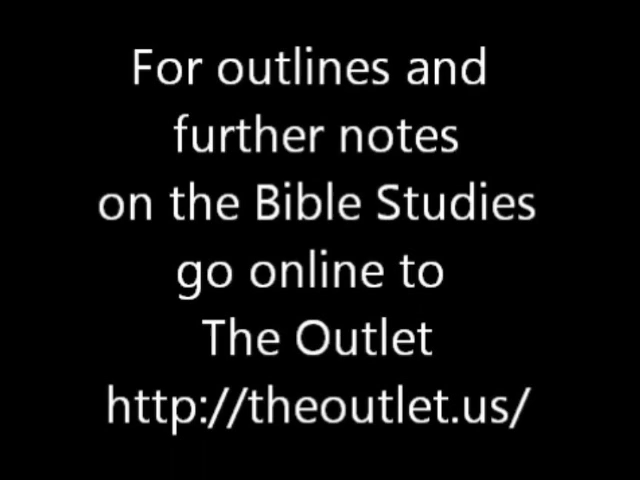 For outlines and
further notes
on the Bible Studies
go online to
The Outlet
http://theoutlet.us/